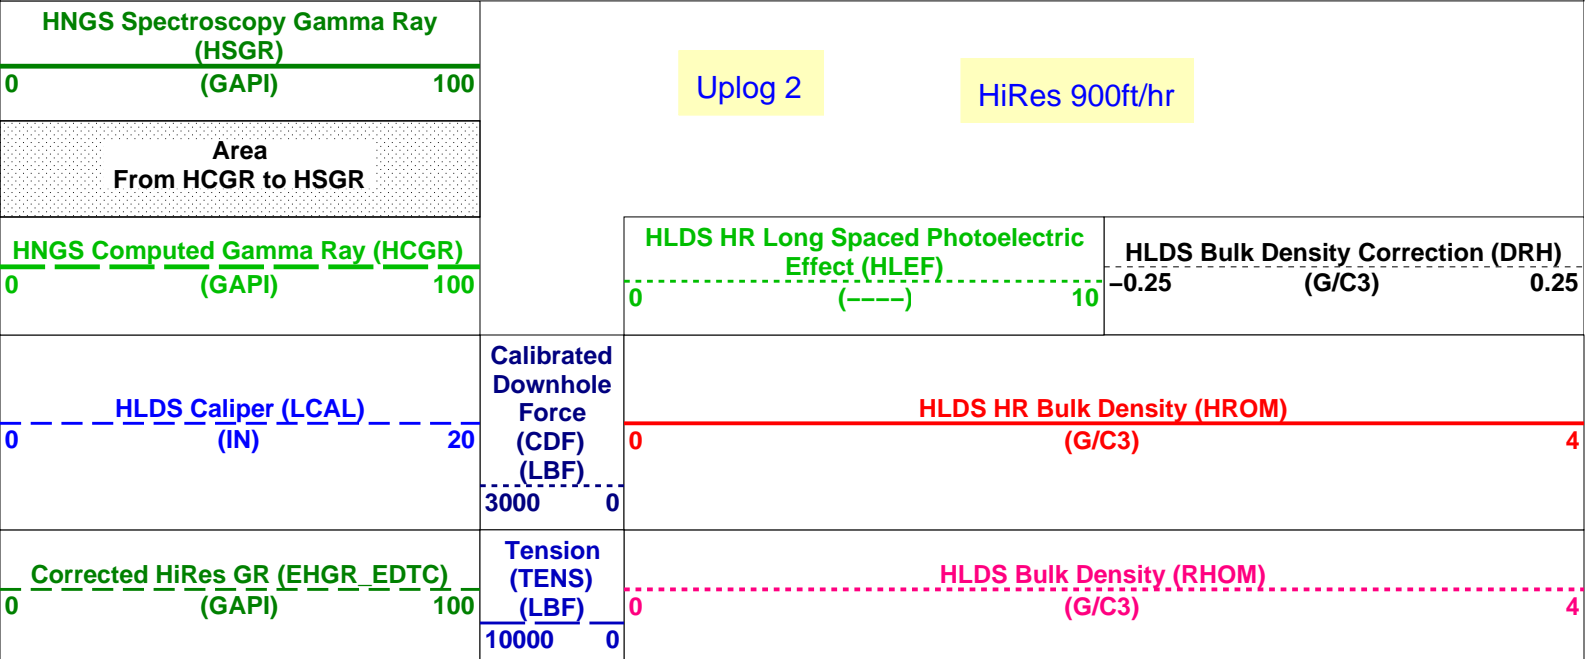 HNGS Spectroscopy Gamma Ray
(HSGR)
0 (GAPI) 100
Uplog 2
HiRes 900ft/hr
Area
From HCGR to HSGR
HNGS Computed Gamma Ray (HCGR)
0 (GAPI) 100
HLDS HR Long Spaced Photoelectric
Effect (HLEF)
0 (−−−−) 10
HLDS Bulk Density Correction (DRH)
−0.25 (G/C3) 0.25
HLDS Caliper (LCAL)
0 (IN) 20
Calibrated
Downhole
Force
(CDF)
(LBF)
3000 0
HLDS HR Bulk Density (HROM)
0 (G/C3) 4
Corrected HiRes GR (EHGR_EDTC)
0 (GAPI) 100
Tension
(TENS)
(LBF)
10000 0
HLDS Bulk Density (RHOM)
0 (G/C3) 4